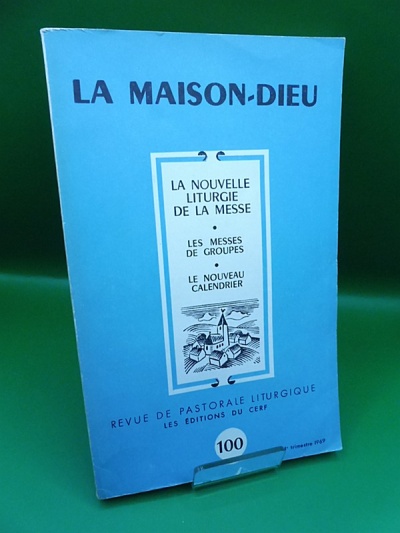 LA MAISON-DIEU
LA NOUVELLE
LITURGIE
DE LA MESSE
•
LES MESSES
DE GROUPES
•
LE NOUVEAU
CALENDRIER
REVUE DE PASTORALE LITURGIQUE
LES EDITIONS DU CERF
100
trimestre 1969